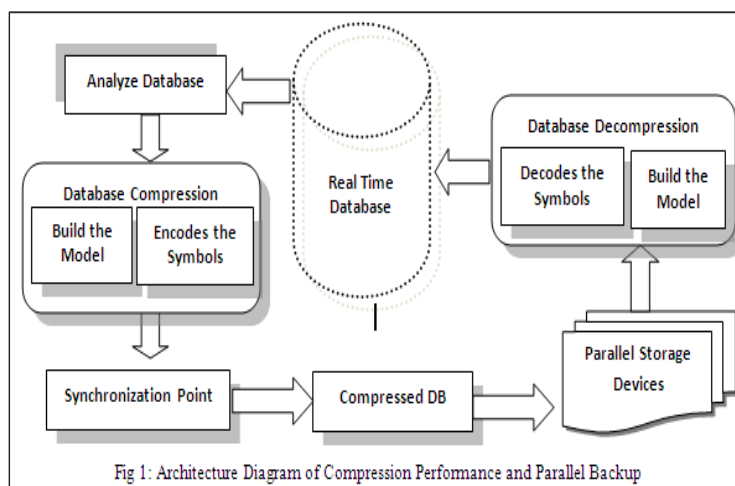 Analyze Database
Database Compression
Build the
Model
Encodes the
Symbols
Real Time
Database
Database Decompression
Decodes the
Symbols
Build the
Model
Synchronization Point
Compressed DB
Parallel Storage
Devices
Fig 1: Architecture Diagram of Compression Performance and Parallel Backup